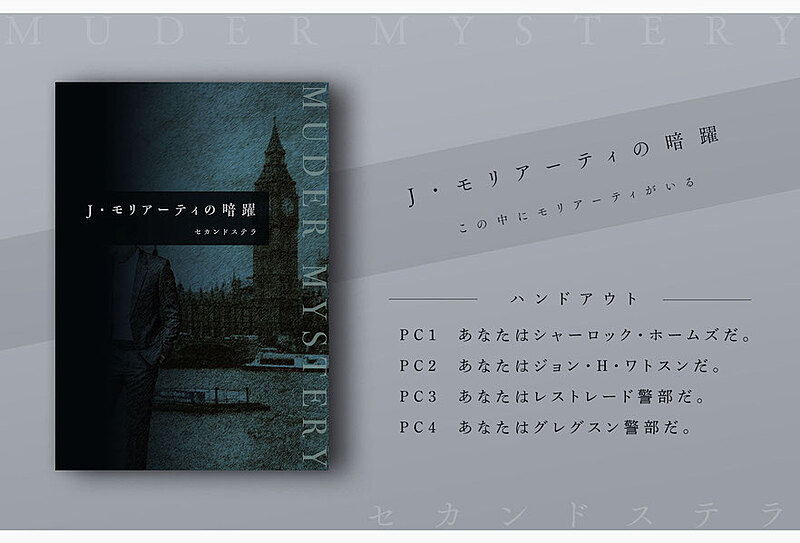 MUDER MYSTERY
J・モリアーティの暗躍
セカンドステラ
MUDER MYSTERY
J・モリアーティの暗躍
この中にモリアーティがいる
ハンドアウト
PC1 あなたはシャーロック・ホームズだ。
PC2 あなたはジョン・H・ワトスンだ。
PC3 あなたはレストレード警部だ。
PC4 あなたはグレグスン警部だ。
セカンドステラ